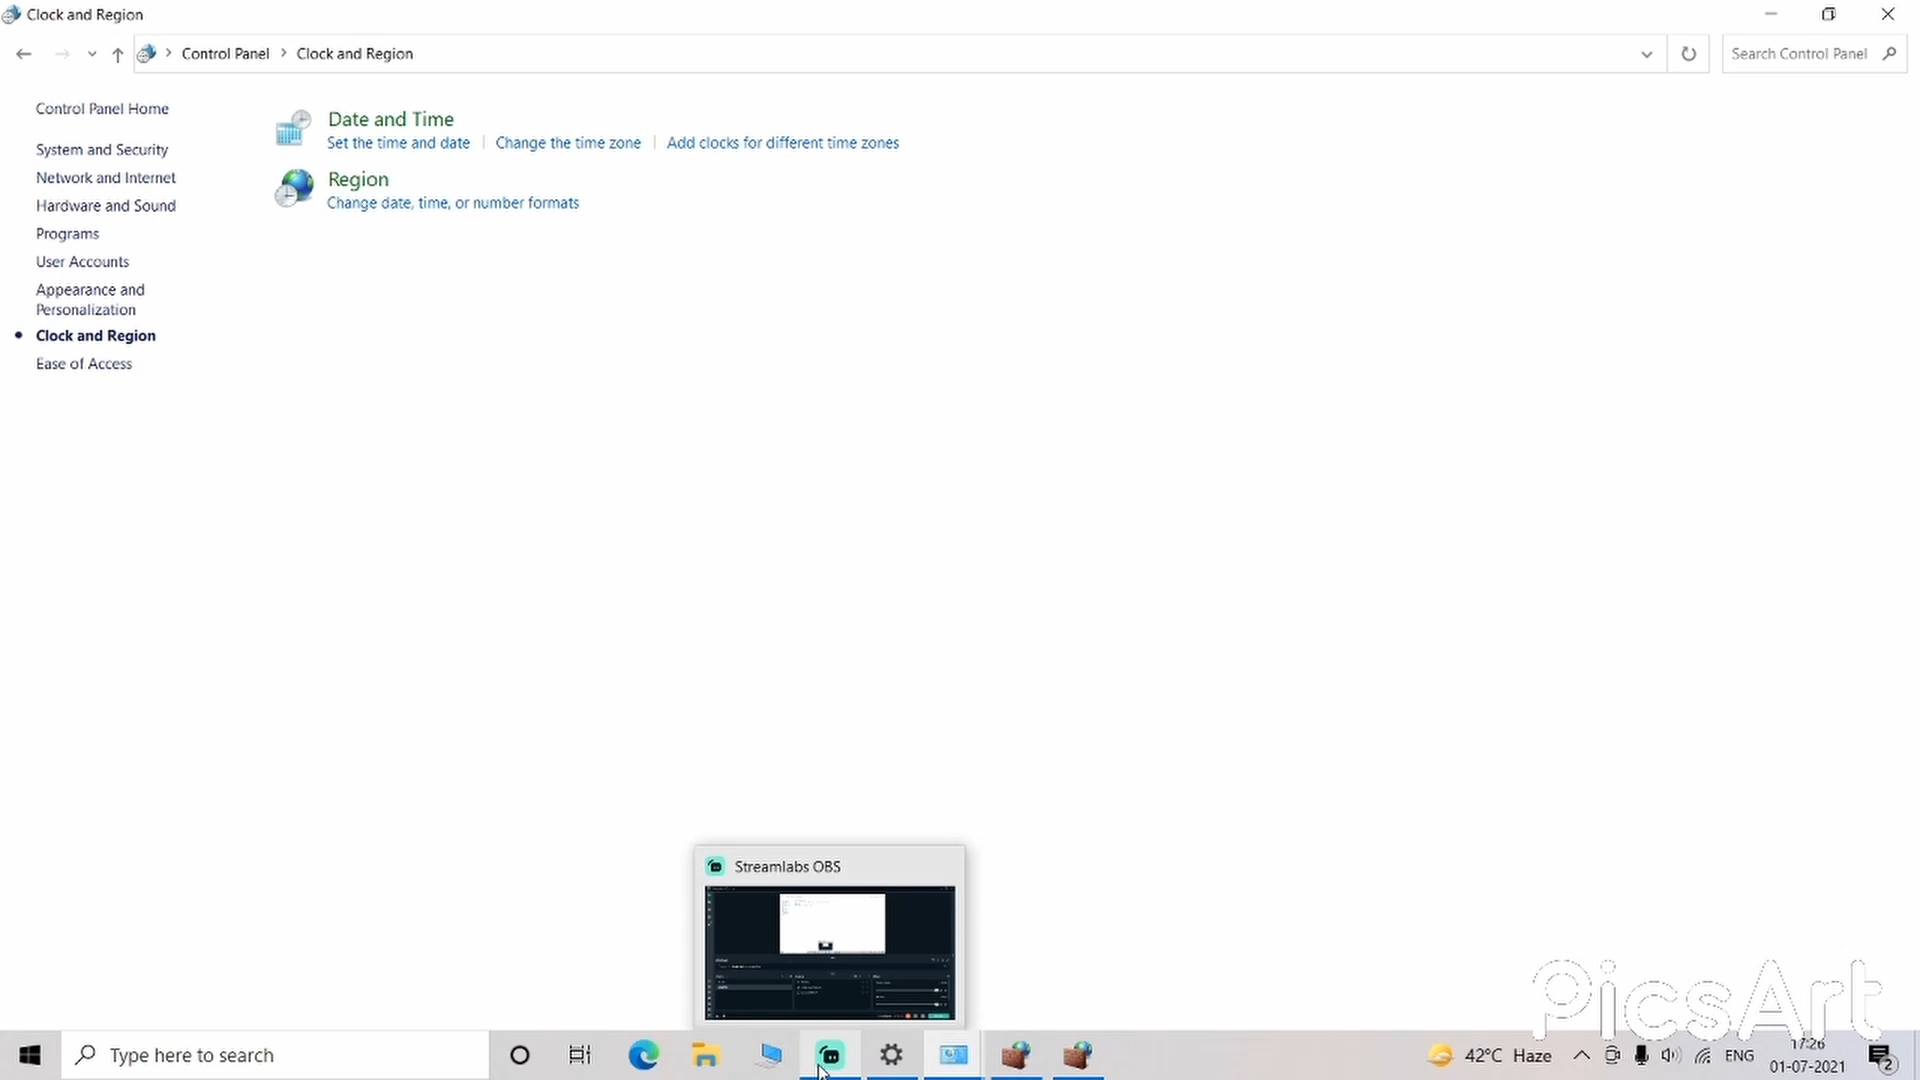 Clock and Region
Control Panel Clock and Region
Search Control Panel
Control Panel Home
System and Security
Network and Internet
Hardware and Sound
Programs
User Accounts
Appearance and
Personalization
Clock and Region
Ease of Access
Date and Time
Set the time and date Change the time zone Add clocks for different time zones
Region
Change date, time, or number formats
Streamlabs OBS
PicsArt
Type here to search
42°C Haze
ENG
17:26
01-07-2021
2